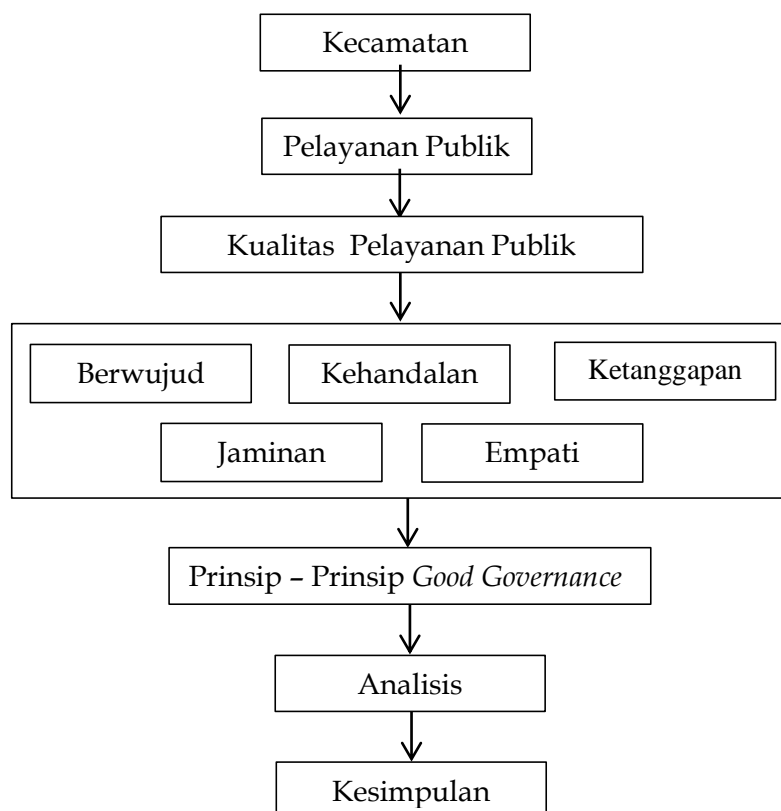 Kecamatan
Pelayanan Publik
Kualitas Pelayanan Publik
Berwujud
Kehandalan
Ketanggapan
Jaminan
Empati
Prinsip – Prinsip Good Governance
Analisis
Kesimpulan